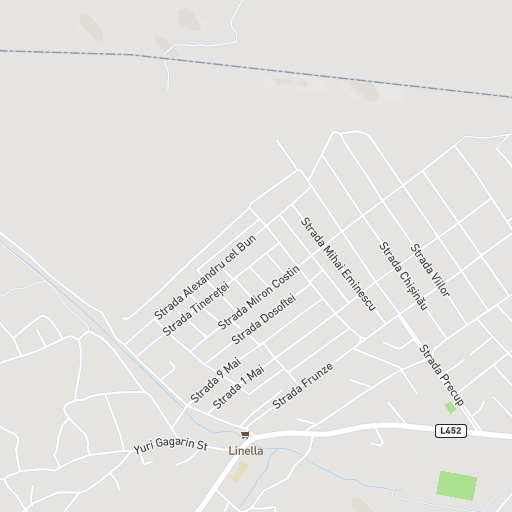 Strada Alexandru cel Bun
Strada Tinereței
Strada Miron Costin
Strada Dosoftei
Strada Mihai Eminescu
Strada Chișinău
Strada Viilor
Strada Precup
Strada 9 Mai
Strada 1 Mai
Strada Frunze
L452
Yuri Gagarin St
Linella